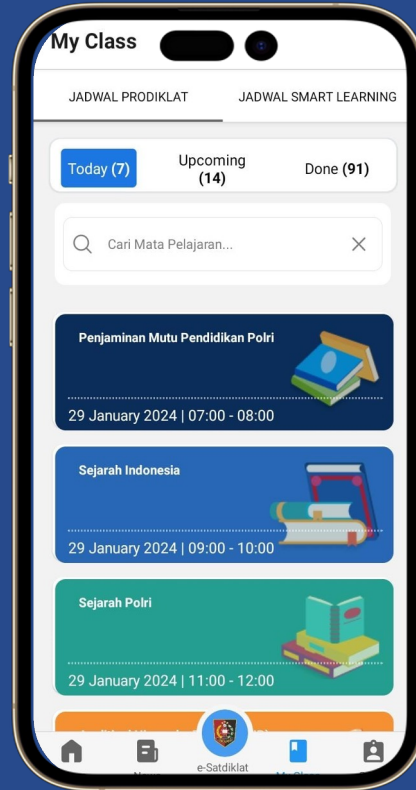 My Class
JADWAL PRODIKLAT
JADWAL SMART LEARNING
Today (7)
Upcoming
(14)
Done (91)
Cari Mata Pelajaran...
Penjaminan Mutu Pendidikan Polri
29 January 2024 | 07:00 - 08:00
Sejarah Indonesia
29 January 2024 | 09:00 - 10:00
Sejarah Polri
29 January 2024 | 11:00 - 12:00
e-Satdiklat